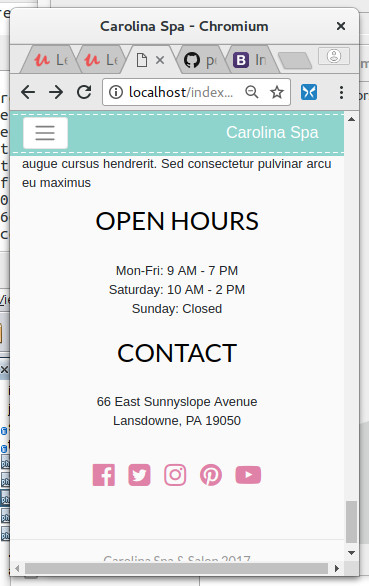 Carolina Spa - Chromium
Le
Le
po
localhost/index...
Carolina Spa
augue cursus hendrerit. Sed consectetur pulvinar arcu
eu maximus
OPEN HOURS
Mon-Fri: 9 AM - 7 PM
Saturday: 10 AM - 2 PM
Sunday: Closed
CONTACT
66 East Sunnyslope Avenue
Lansdowne, PA 19050
Carolina Spa & Salon 2017